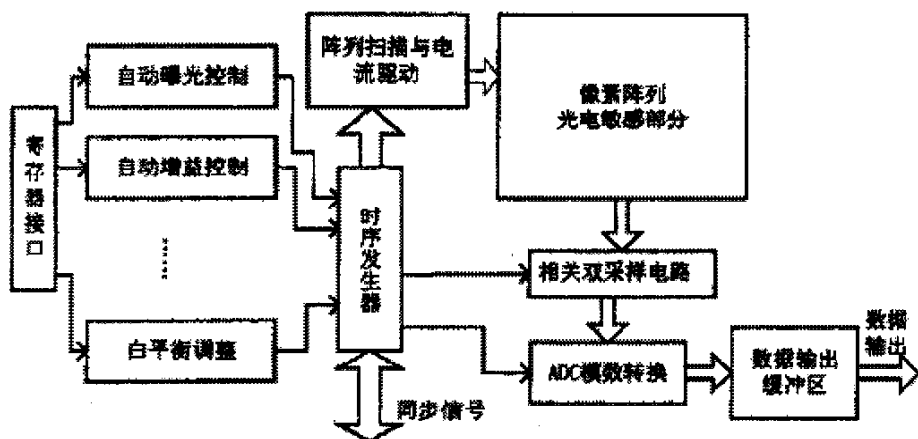 阵列扫描与电
流驱动
像素阵列
光电敏感部分
自动曝光控制
寄存器接口
自动增益控制
......
时序发生器
相关双采样电路
白平衡调整
ADC模数转换
数据输出
缓冲区
数据
输出
同步信号